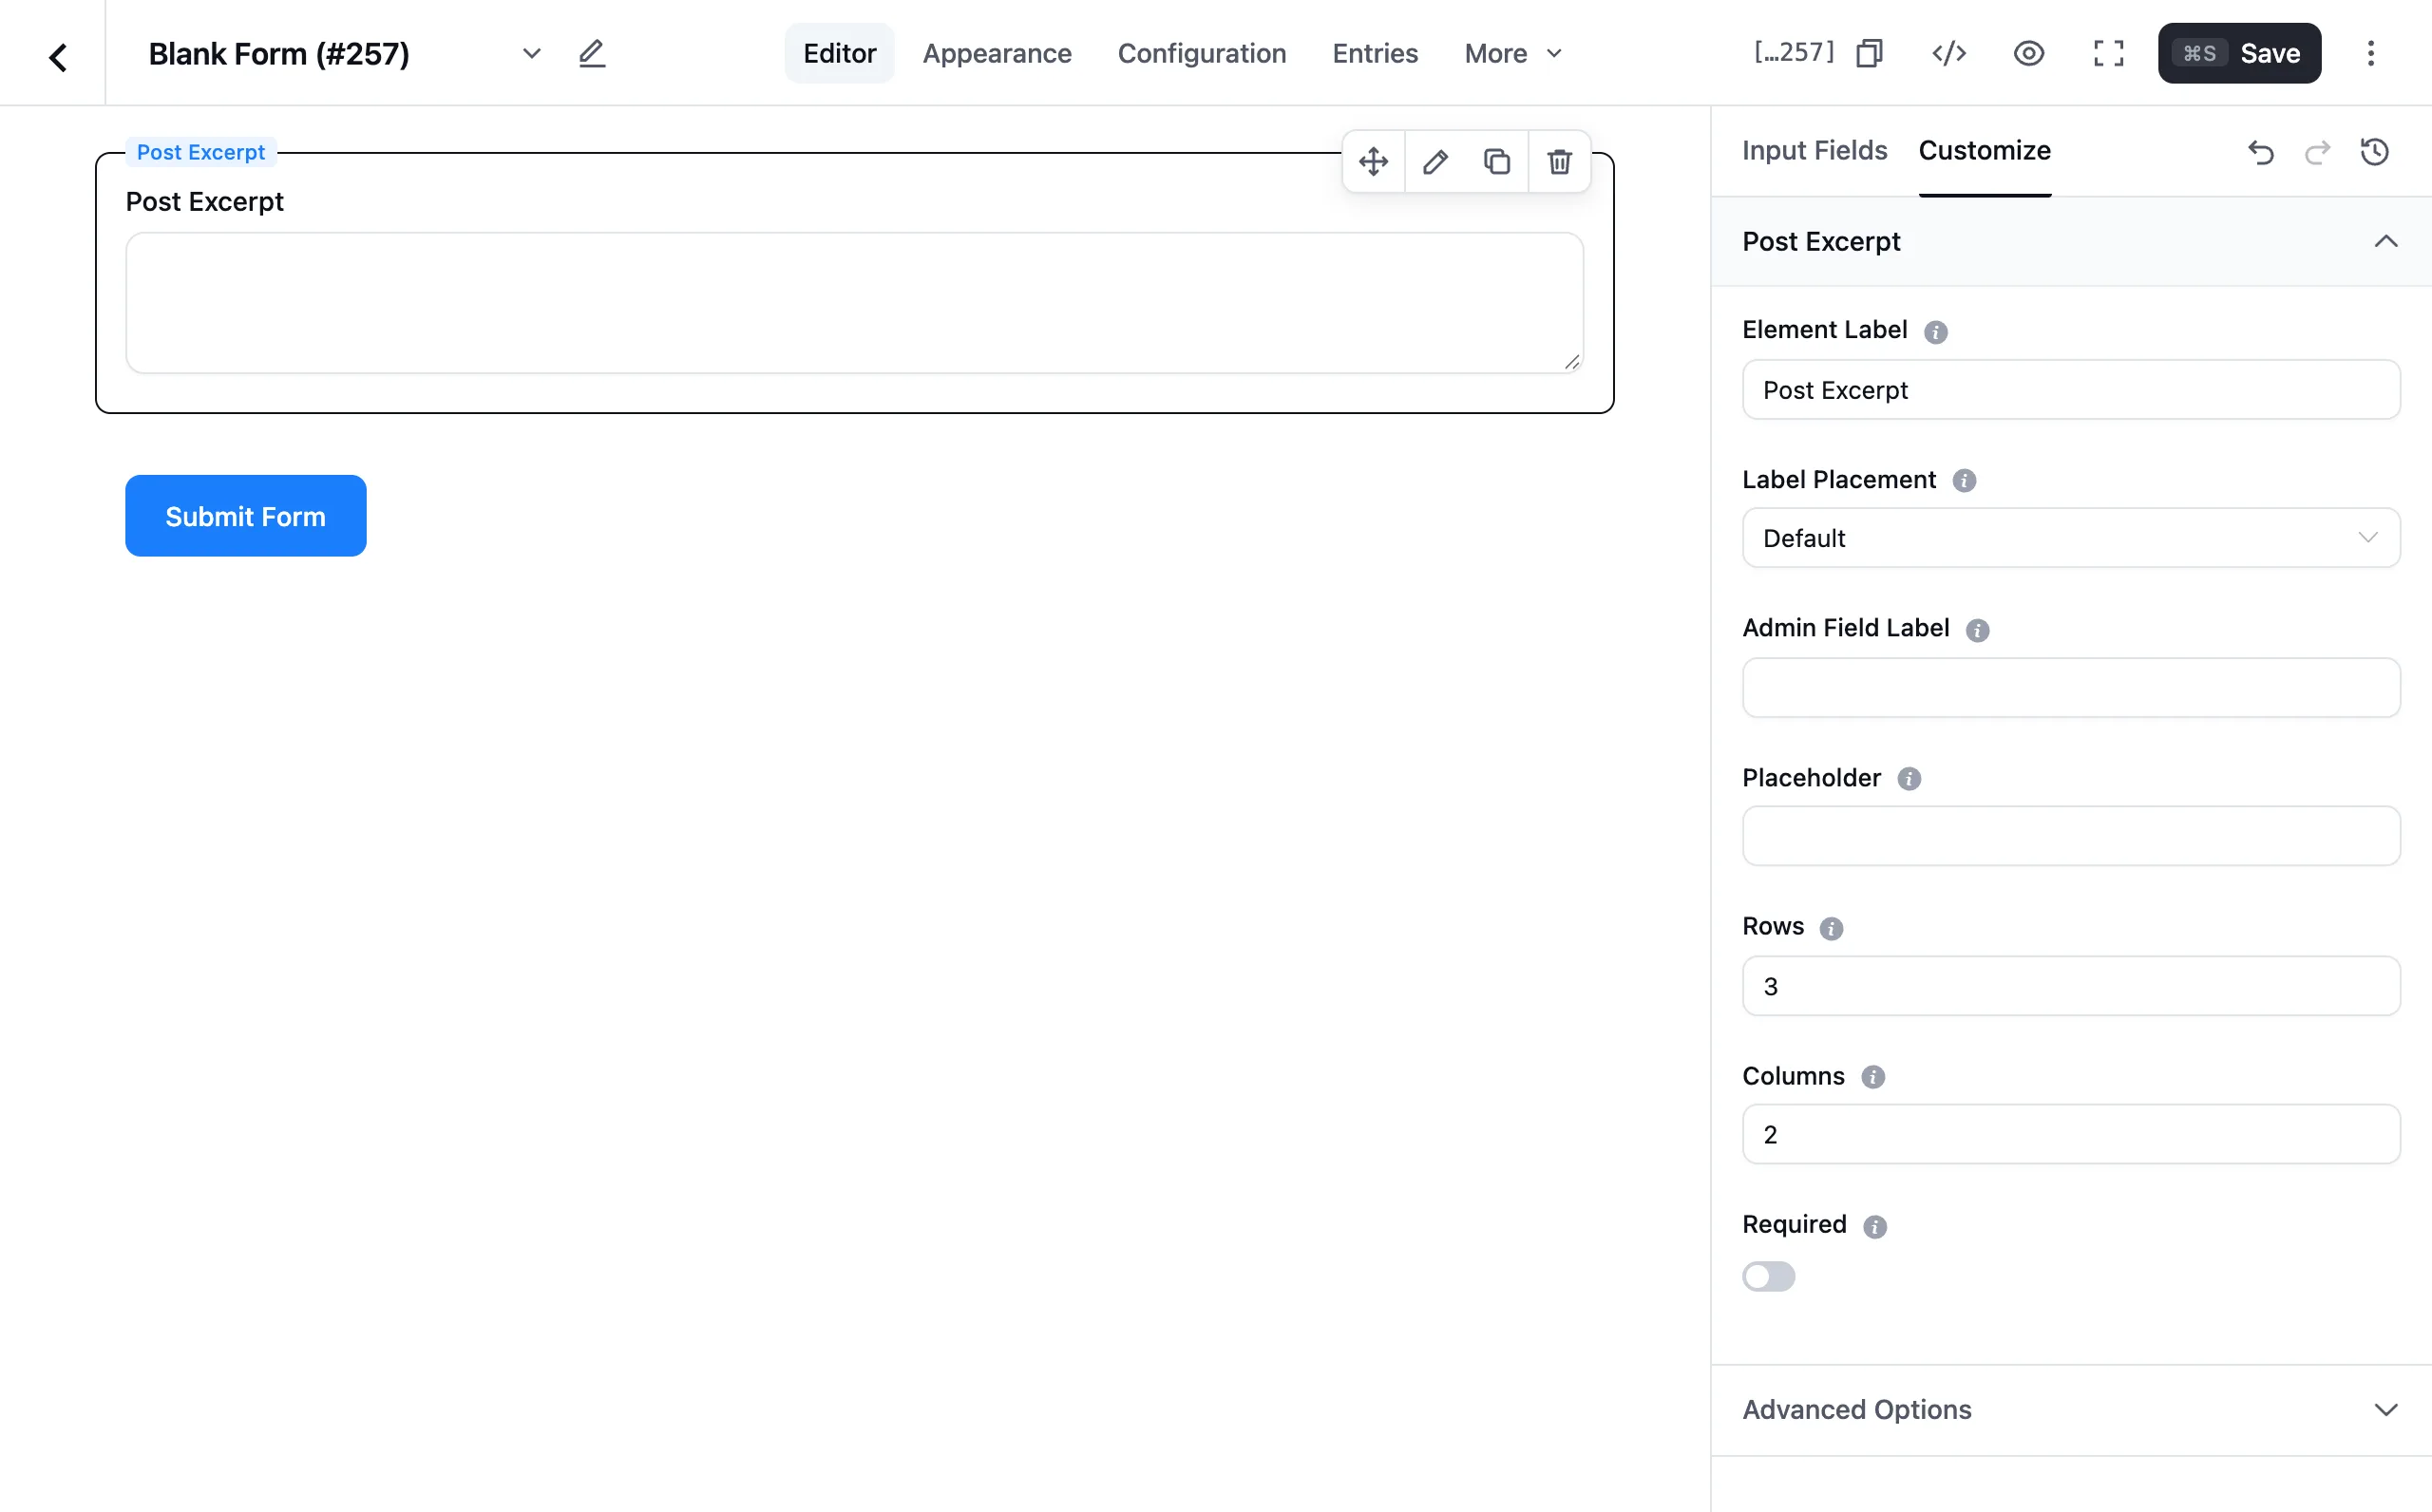 Blank Form (#257)
Editor
Appearance
Configuration
Entries
More
[…257]
⌘S Save
Post Excerpt
Post Excerpt
Submit Form
Input Fields
Customize
Post Excerpt
Element Label
Post Excerpt
Label Placement
Default
Admin Field Label
Placeholder
Rows
3
Columns
2
Required
Advanced Options